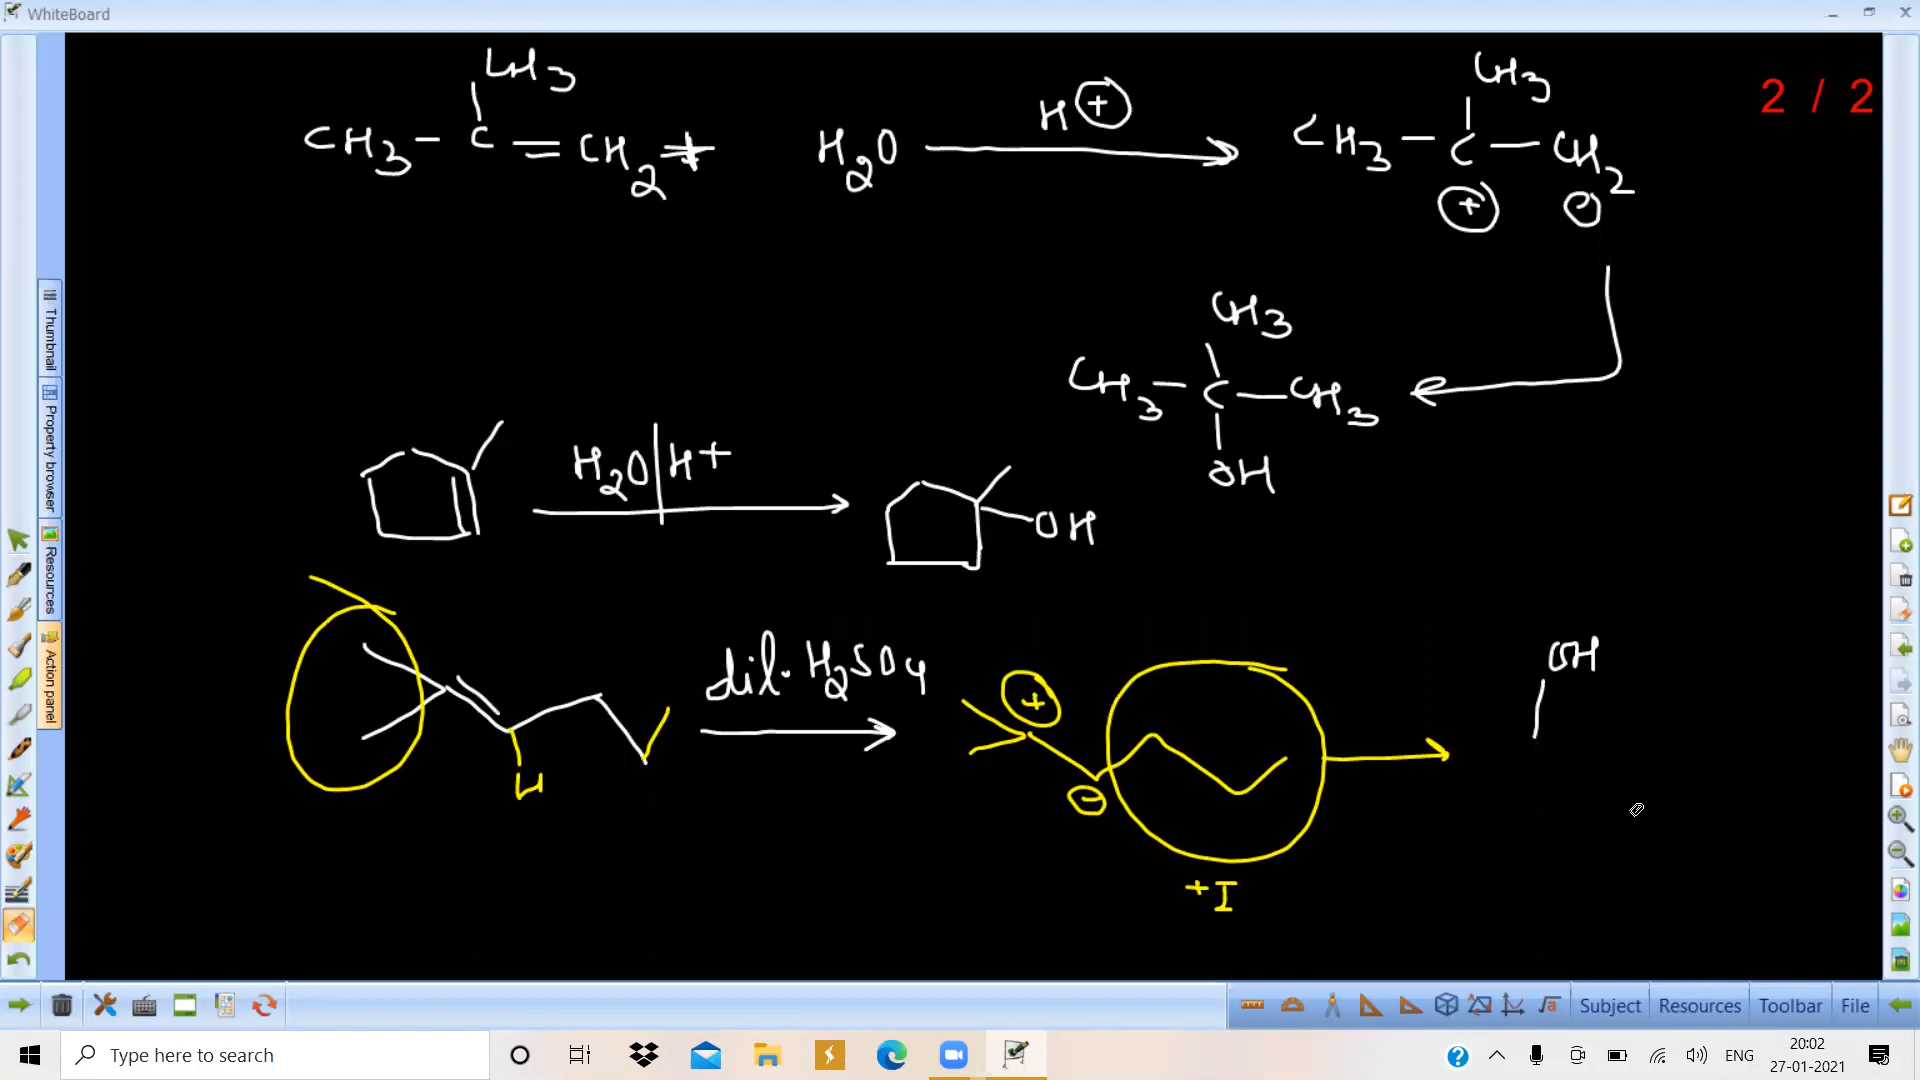 WhiteBoard
2 / 2
CH3
CH3 - C = CH2 + H2O H+ CH3 - C - CH2
CH3
+ -
CH3
CH3 - C - CH3
OH
H2O | H+
OH
dil. H2SO4
H
+
-
+I
OH
Thumbnail
Property browser
Resources
Action panel
Subject
Resources
Toolbar
File
Type here to search
ENG
20:02
27-01-2021